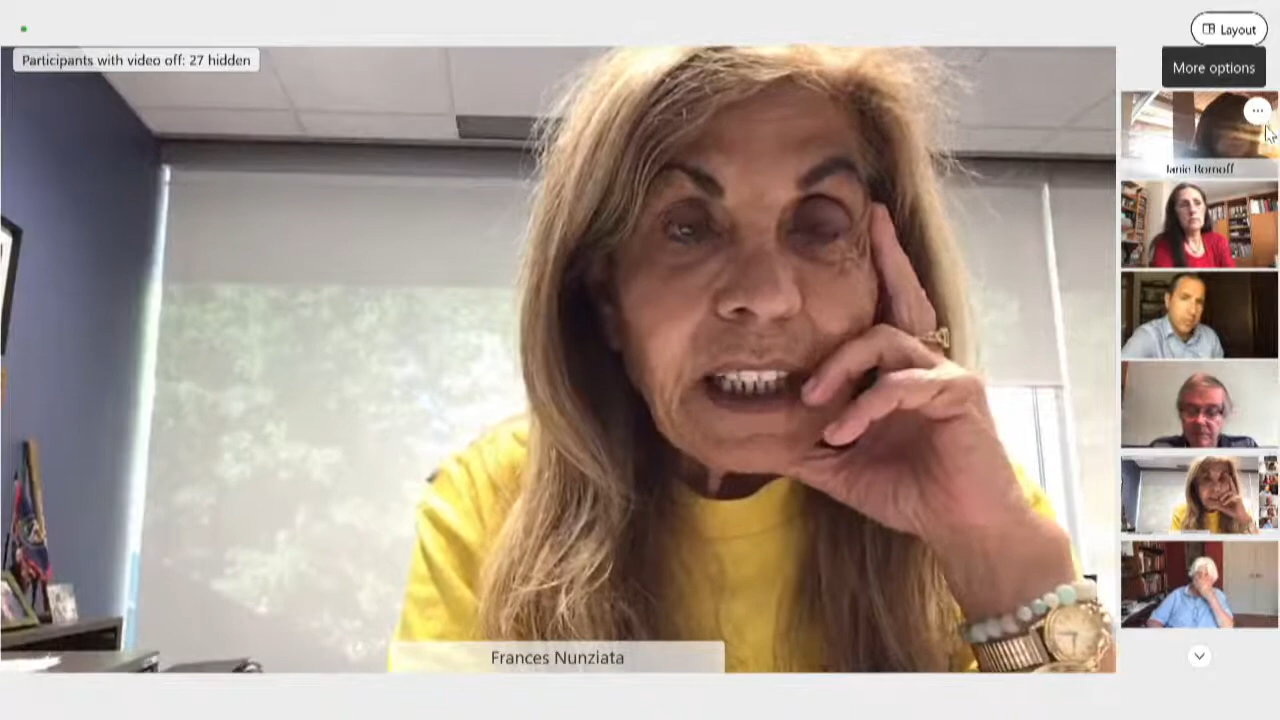 Layout
Participants with video off: 27 hidden
More options
Janie Romoff
Frances Nunziata